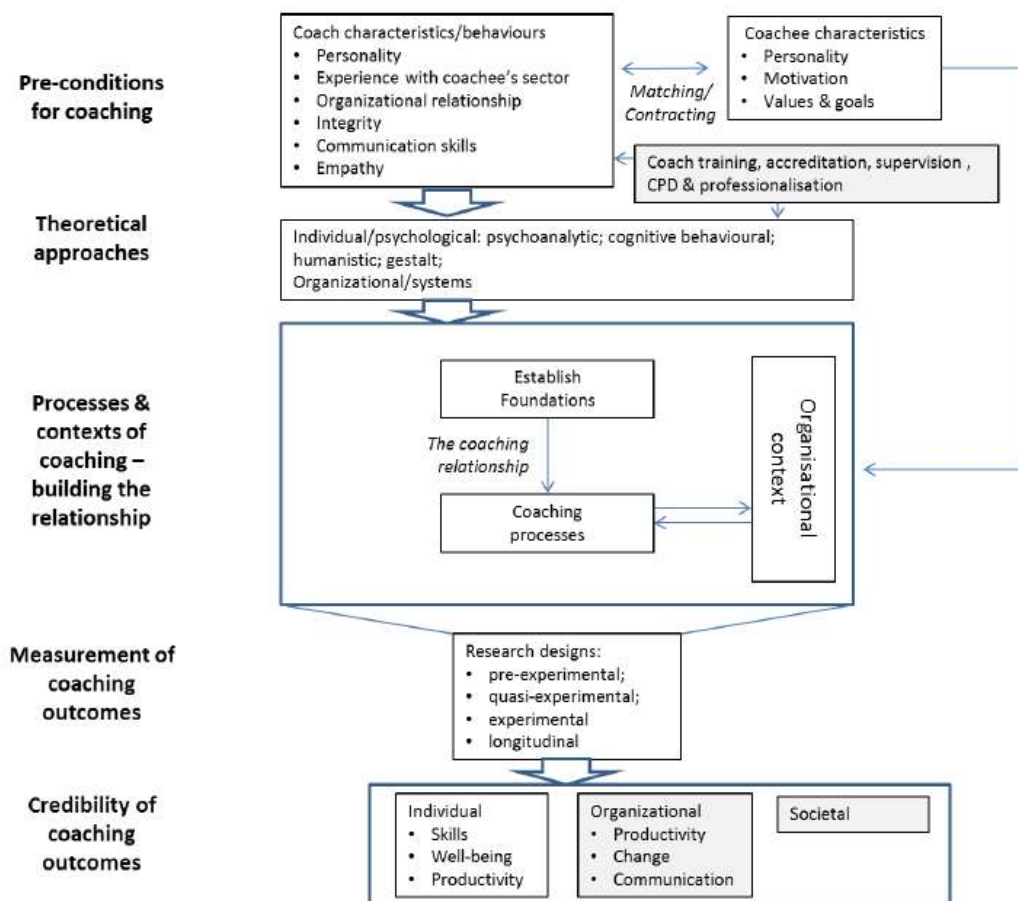 Pre-conditions
for coaching
Coach characteristics/behaviours
• Personality
• Experience with coachee's sector
• Organizational relationship
• Integrity
• Communication skills
• Empathy
Matching/
Contracting
Coachee characteristics
• Personality
• Motivation
• Values & goals
Coach training, accreditation, supervision ,
CPD & professionalisation
Theoretical
approaches
Individual/psychological: psychoanalytic; cognitive behavioural;
humanistic; gestalt;
Organizational/systems
Processes &
contexts of
coaching –
building the
relationship
Establish
Foundations
The coaching
relationship
Coaching
processes
Organisational
context
Measurement of
coaching
outcomes
Research designs:
• pre-experimental;
• quasi-experimental;
• experimental
• longitudinal
Credibility of
coaching
outcomes
Individual
• Skills
• Well-being
• Productivity
Organizational
• Productivity
• Change
• Communication
Societal